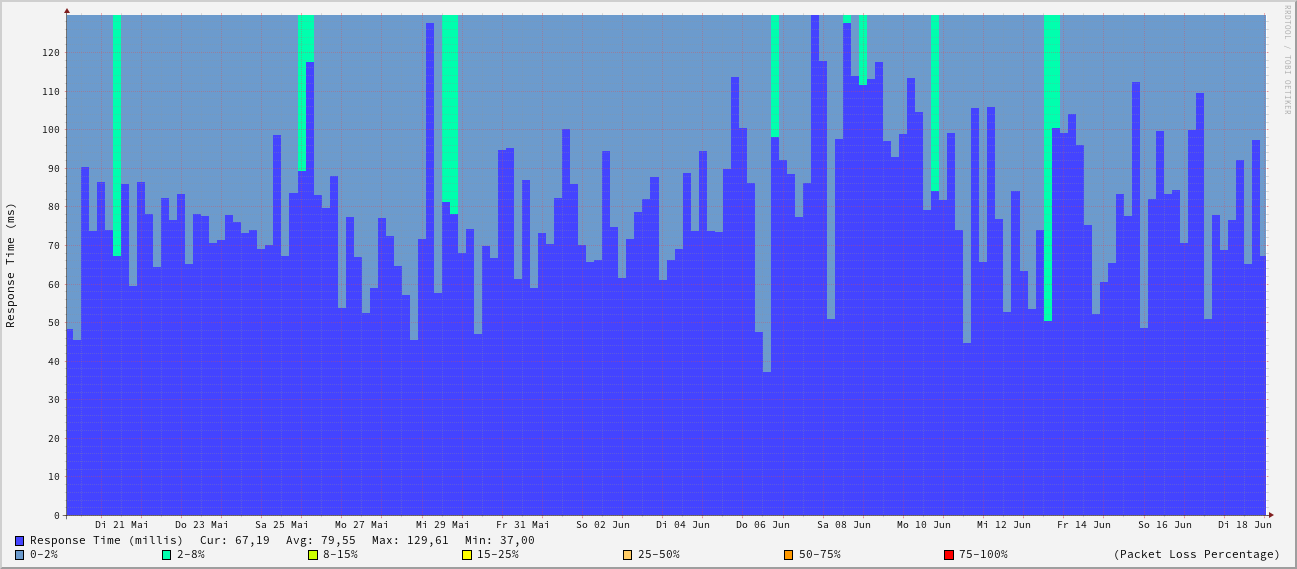 RRDTOOL / TOBI OETIKER
Response Time (ms)
120
110
100
90
80
70
60
50
40
30
20
10
0
Di 21 Mai Do 23 Mai Sa 25 Mai Mo 27 Mai Mi 29 Mai Fr 31 Mai So 02 Jun Di 04 Jun Do 06 Jun Sa 08 Jun Mo 10 Jun Mi 12 Jun Fr 14 Jun So 16 Jun Di 18 Jun
Response Time (millis) Cur: 67,19 Avg: 79,55 Max: 129,61 Min: 37,00
0-2% 2-8% 8-15% 15-25% 25-50% 50-75% 75-100% (Packet Loss Percentage)